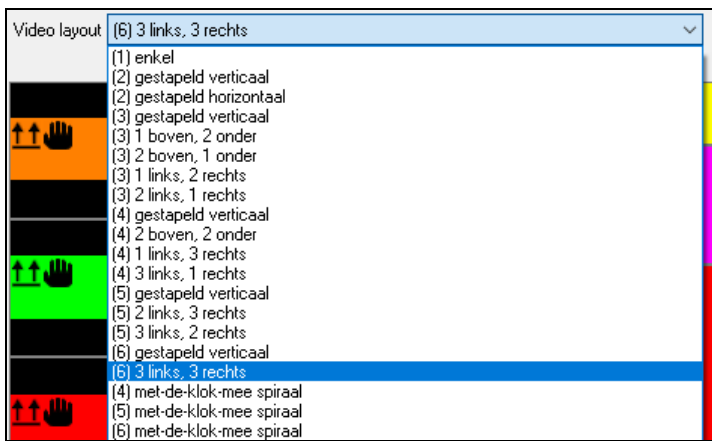 Video layout (6) 3 links, 3 rechts
(1) enkel
(2) gestapeld verticaal
(2) gestapeld horizontaal
(3) gestapeld verticaal
(3) 1 boven, 2 onder
(3) 2 boven, 1 onder
(3) 1 links, 2 rechts
(3) 2 links, 1 rechts
(4) gestapeld verticaal
(4) 2 boven, 2 onder
(4) 1 links, 3 rechts
(4) 3 links, 1 rechts
(5) gestapeld verticaal
(5) 2 links, 3 rechts
(5) 3 links, 2 rechts
(6) gestapeld verticaal
(6) 3 links, 3 rechts
(4) met-de-klok-mee spiraal
(5) met-de-klok-mee spiraal
(6) met-de-klok-mee spiraal